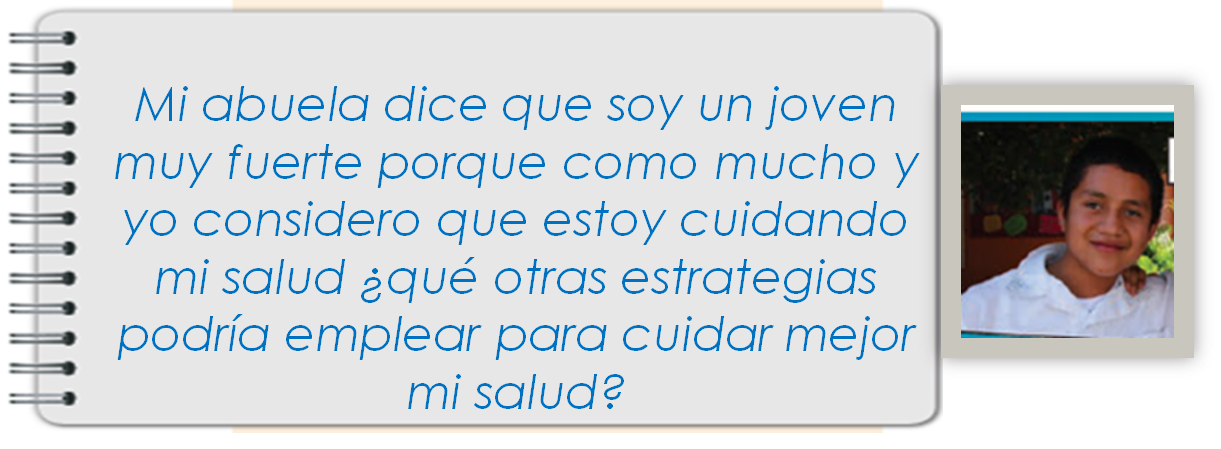 Mi abuela dice que soy un joven
muy fuerte porque como mucho y
yo considero que estoy cuidando
mi salud ¿qué otras estrategias
podría emplear para cuidar mejor
mi salud?